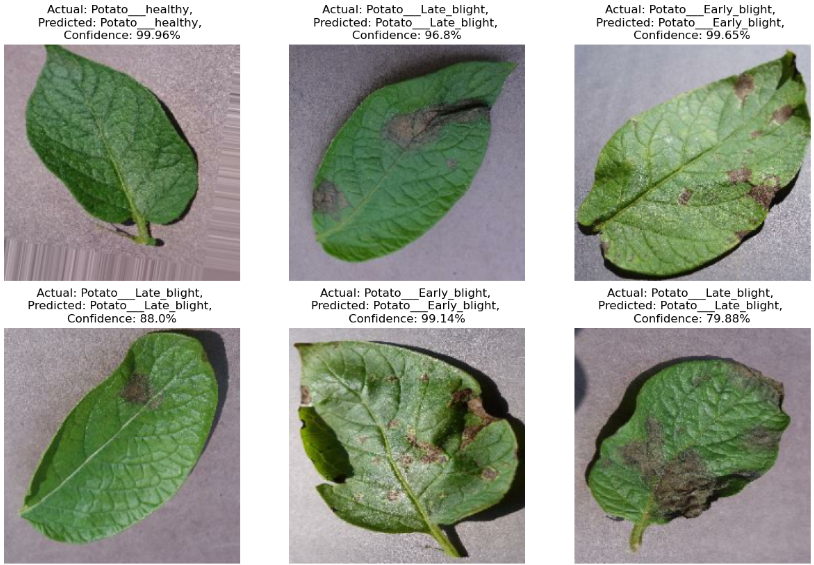 Actual: Potato___healthy,
Predicted: Potato___healthy,
Confidence: 99.96%
Actual: Potato___Late_blight,
Predicted: Potato___Late_blight,
Confidence: 96.8%
Actual: Potato___Early_blight,
Predicted: Potato___Early_blight,
Confidence: 99.65%
Actual: Potato___Late_blight,
Predicted: Potato___Late_blight,
Confidence: 88.0%
Actual: Potato___Early_blight,
Predicted: Potato___Early_blight,
Confidence: 99.14%
Actual: Potato___Late_blight,
Predicted: Potato___Late_blight,
Confidence: 79.88%